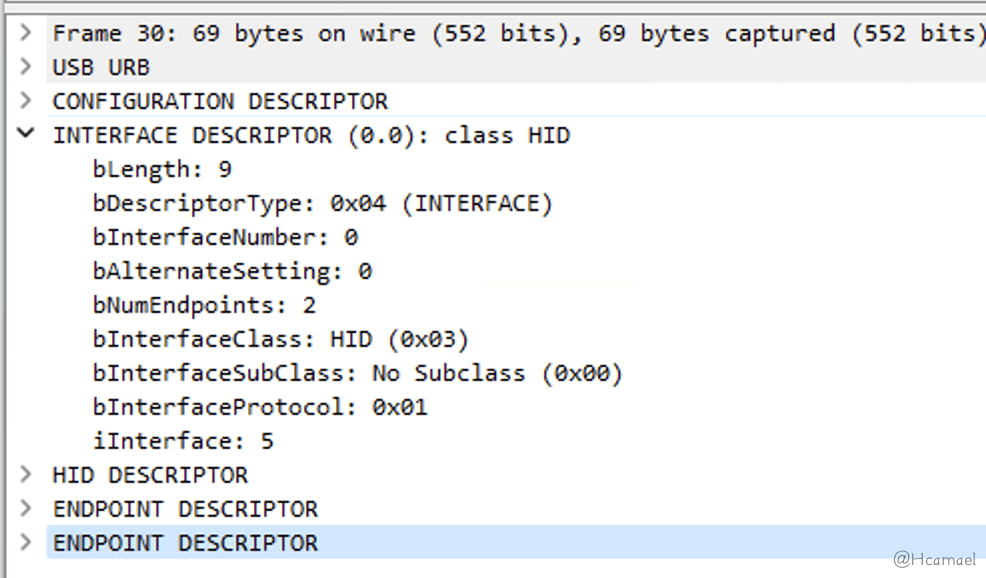 Frame 30: 69 bytes on wire (552 bits), 69 bytes captured (552 bits)
USB URB
CONFIGURATION DESCRIPTOR
INTERFACE DESCRIPTOR (0.0): class HID
bLength: 9
bDescriptorType: 0x04 (INTERFACE)
bInterfaceNumber: 0
bAlternateSetting: 0
bNumEndpoints: 2
bInterfaceClass: HID (0x03)
bInterfaceSubClass: No Subclass (0x00)
bInterfaceProtocol: 0x01
iInterface: 5
HID DESCRIPTOR
ENDPOINT DESCRIPTOR
ENDPOINT DESCRIPTOR
@Hcamael